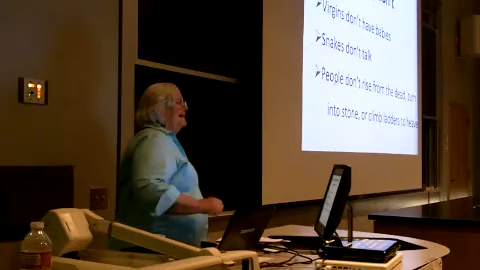 ➢Virgins don't have babies
➢Snakes don't talk
➢People don't rise from the dead, turn
into stone, or climb ladders to heave